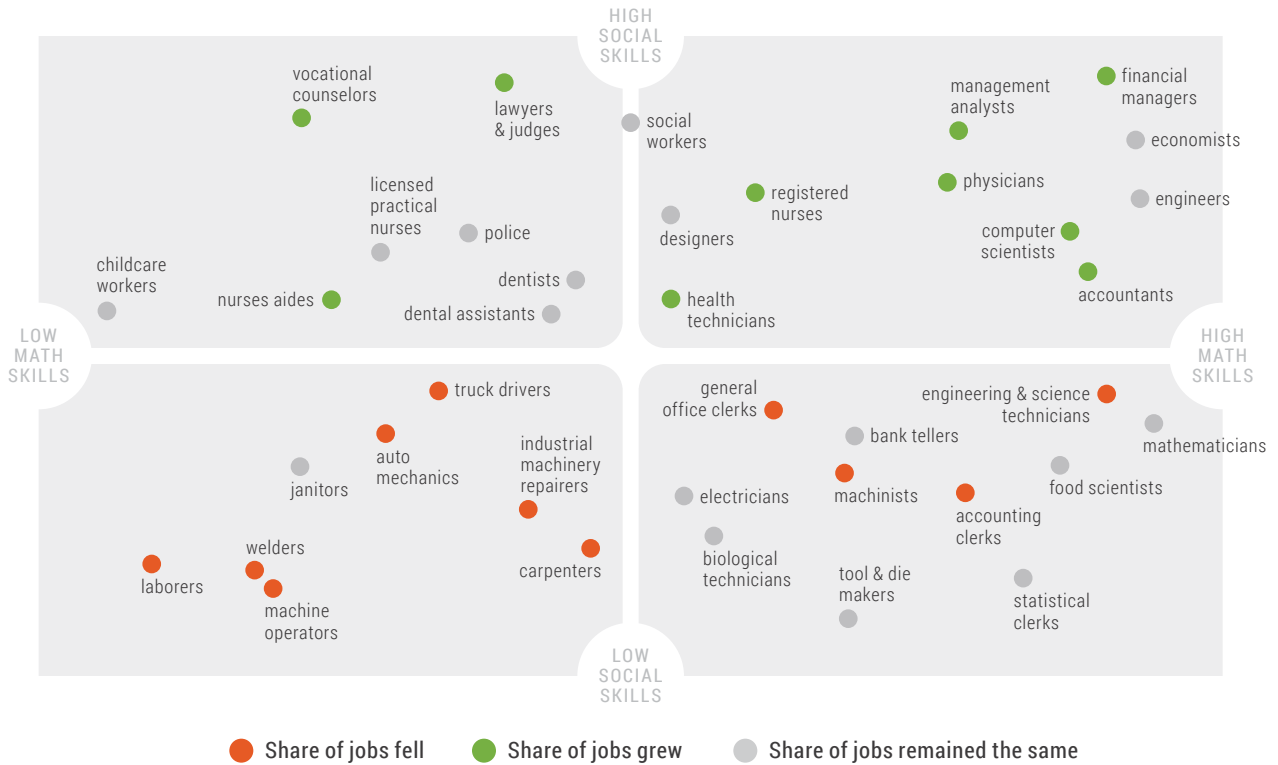 HIGH
SOCIAL
SKILLS
vocational
counselors
lawyers
& judges
social
workers
management
analysts
financial
managers
economists
licensed
practical
nurses
police
registered
nurses
physicians
engineers
designers
computer
scientists
childcare
workers
nurses aides
dentists
dental assistants
health
technicians
accountants
LOW
MATH
SKILLS
HIGH
MATH
SKILLS
truck drivers
auto
mechanics
industrial
machinery
repairers
janitors
laborers
welders
machine
operators
carpenters
general
office clerks
engineering & science
technicians
bank tellers
mathematicians
electricians
machinists
food scientists
accounting
clerks
biological
technicians
tool & die
makers
statistical
clerks
LOW
SOCIAL
SKILLS
Share of jobs fell
Share of jobs grew
Share of jobs remained the same